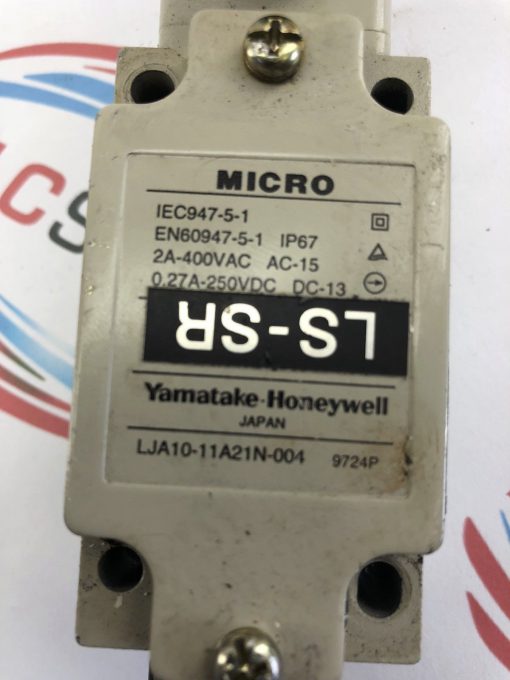 MICRO
IEC947-5-1
EN60947-5-1 IP67
2A-400VAC AC-15
0.27A-250VDC DC-13
LS-SR
Yamatake-Honeywell
JAPAN
LJA10-11A21N-004 9724P